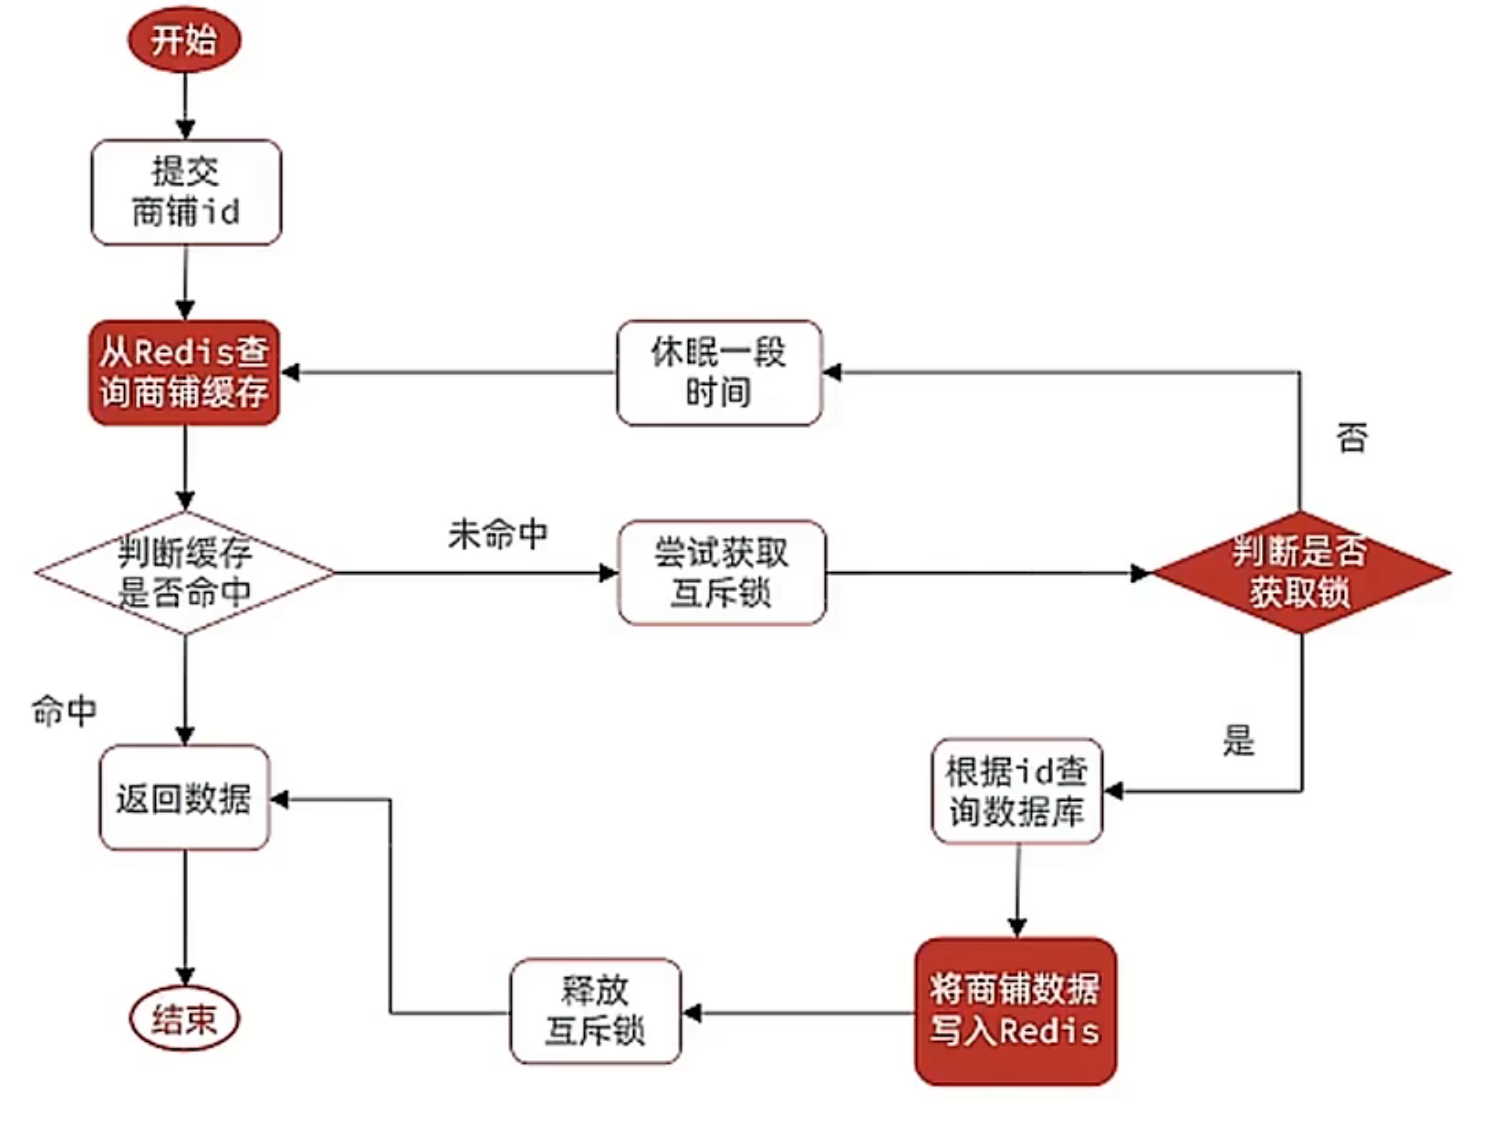 开始
提交
商铺id
从Redis查
询商铺缓存
休眠一段
时间
否
判断缓存
是否命中
未命中
尝试获取
互斥锁
判断是否
获取锁
命中
返回数据
是
根据id查
询数据库
将商铺数据
写入Redis
释放
互斥锁
结束